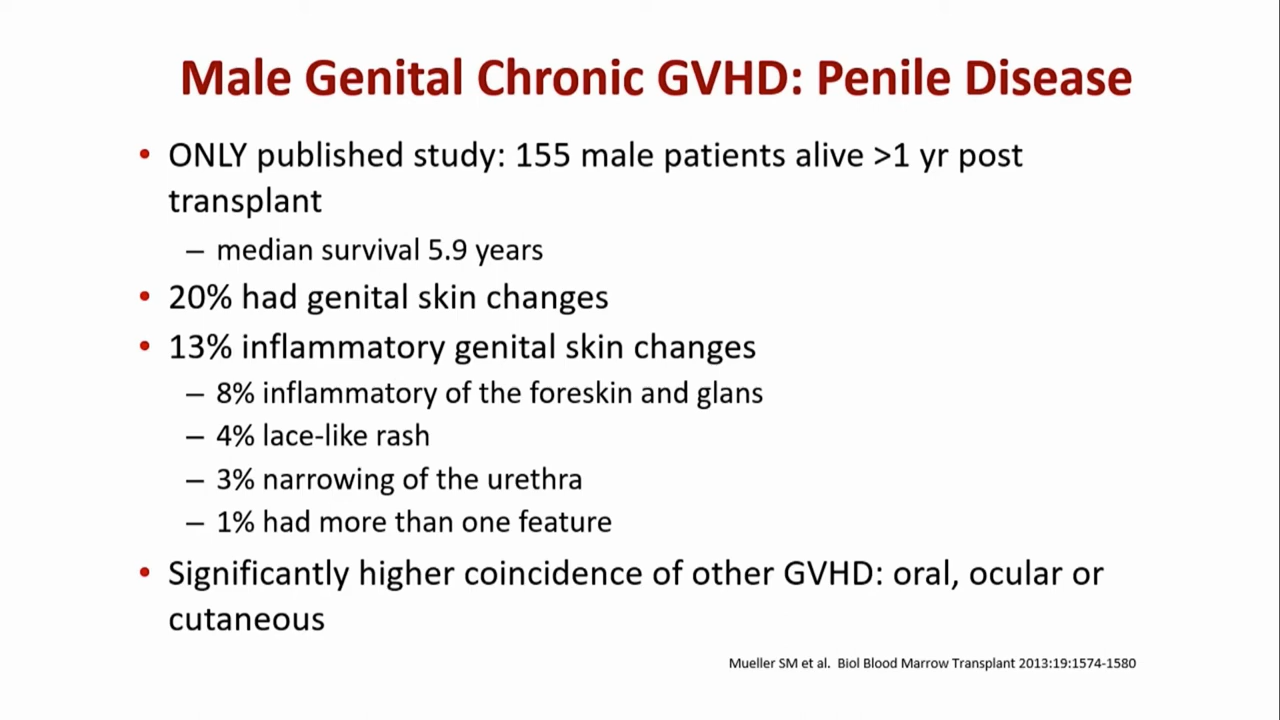 Male Genital Chronic GVHD: Penile Disease
• ONLY published study: 155 male patients alive >1 yr post
transplant
– median survival 5.9 years
• 20% had genital skin changes
• 13% inflammatory genital skin changes
– 8% inflammatory of the foreskin and glans
– 4% lace-like rash
– 3% narrowing of the urethra
– 1% had more than one feature
• Significantly higher coincidence of other GVHD: oral, ocular or
cutaneous
Mueller SM et al. Biol Blood Marrow Transplant 2013:19:1574-1580